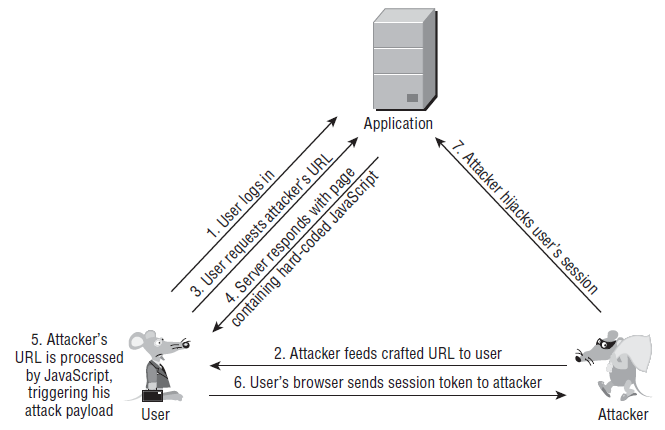 Application
1. User logs in
3. User requests attacker's URL
4. Server responds with page
containing hard-coded JavaScript
7. Attacker hijacks user's session
5. Attacker's
URL is processed
by JavaScript,
triggering his
attack payload
2. Attacker feeds crafted URL to user
6. User's browser sends session token to attacker
User
Attacker